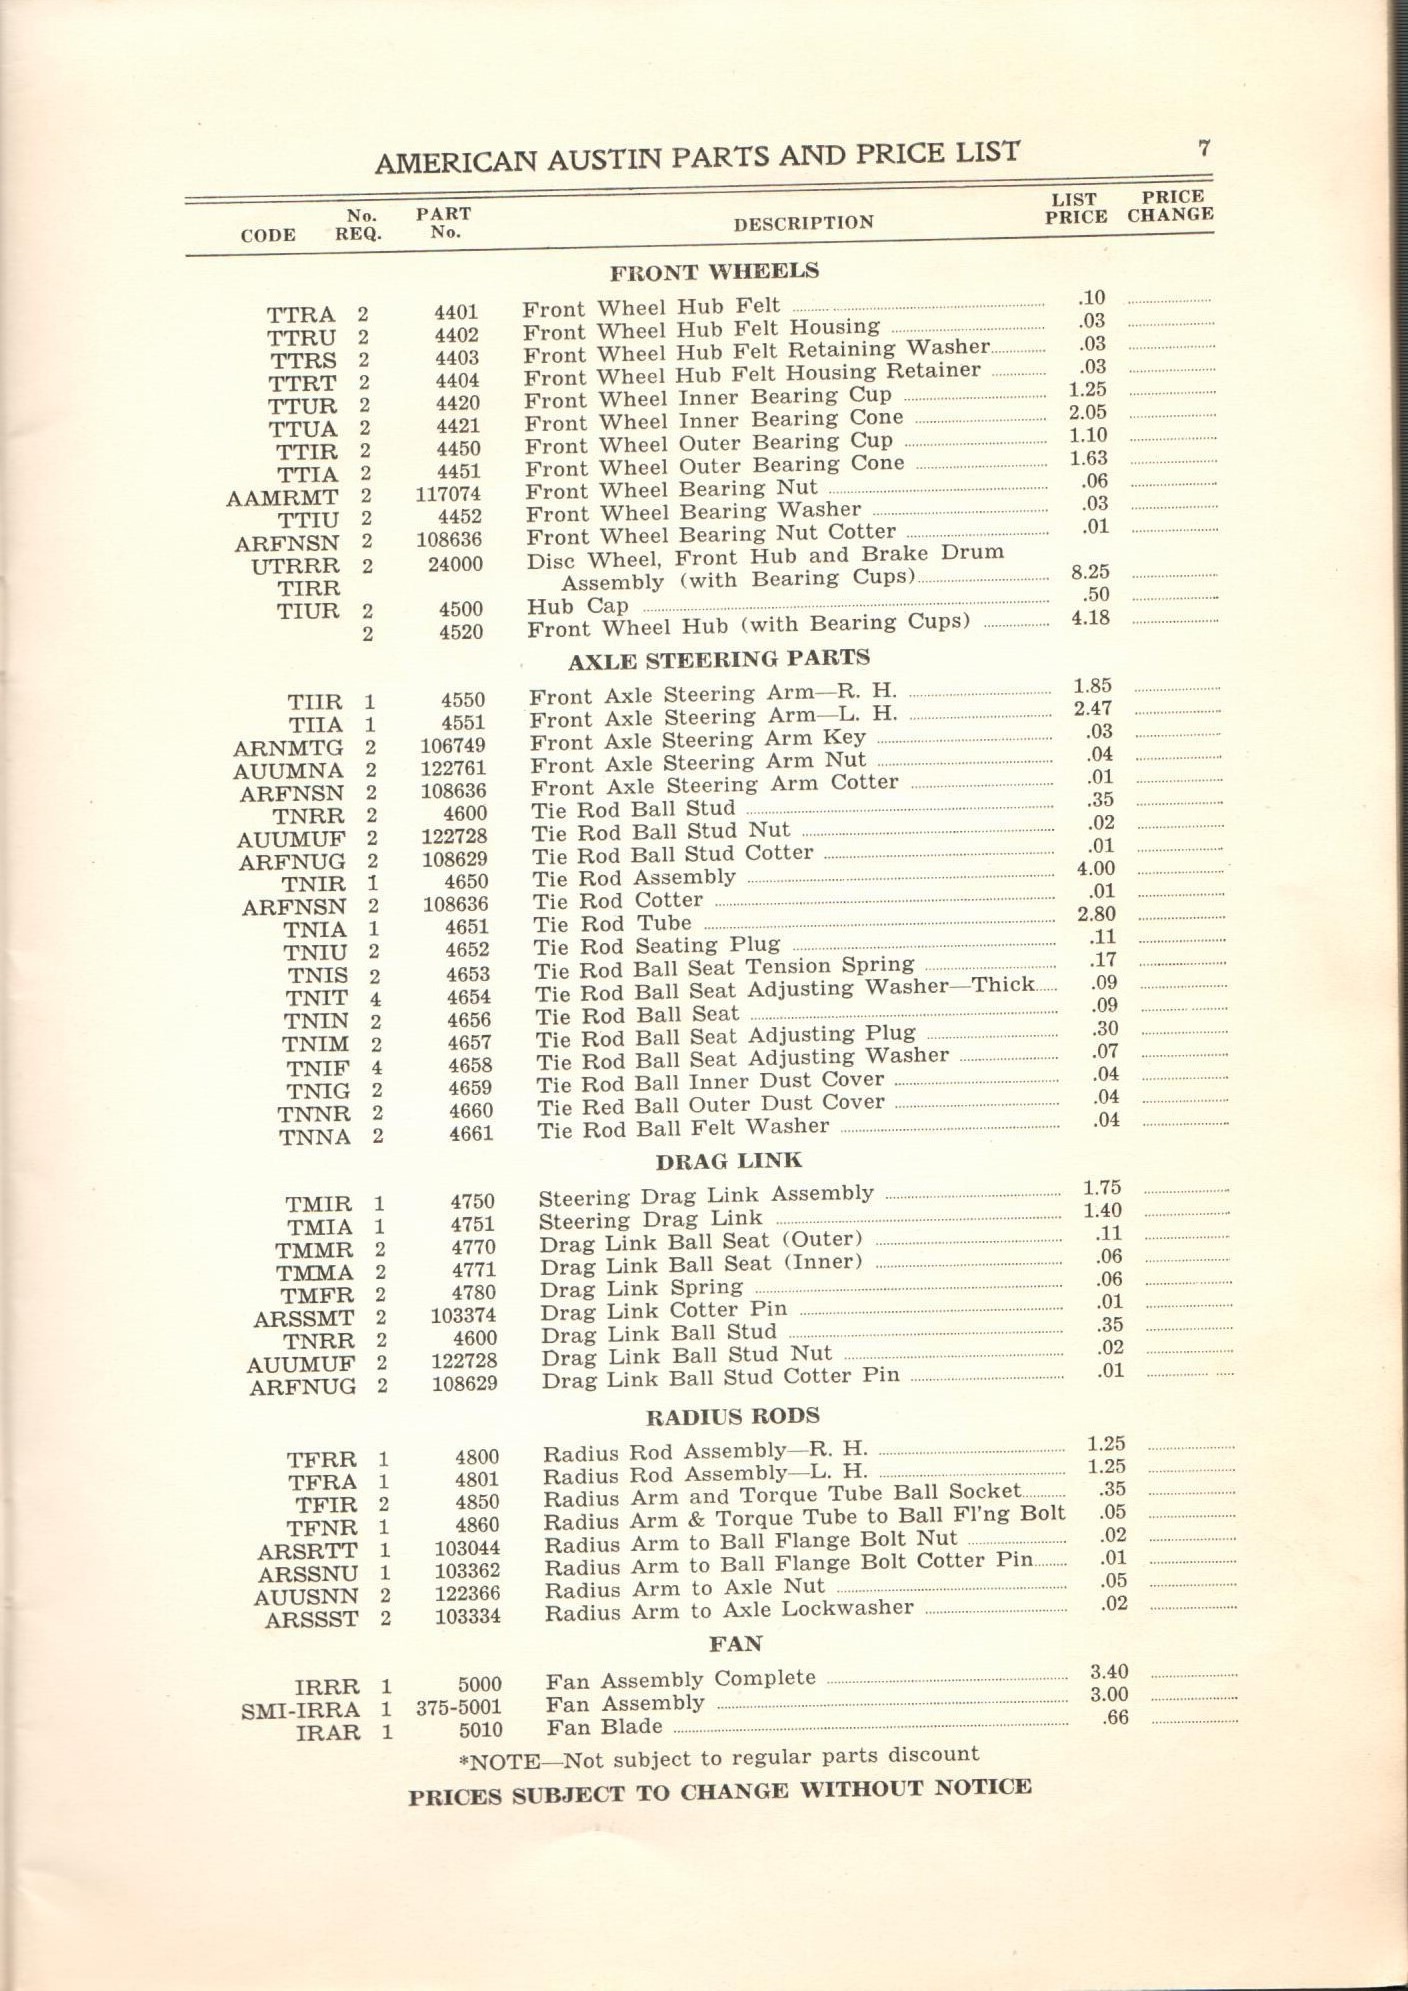 AMERICAN AUSTIN PARTS AND PRICE LIST 7
CODE No. REQ. PART No. DESCRIPTION LIST PRICE PRICE CHANGE
FRONT WHEELS
TTRA 2 4401 Front Wheel Hub Felt .10
TTRU 2 4402 Front Wheel Hub Felt Housing .03
TTRS 2 4403 Front Wheel Hub Felt Retaining Washer .03
TTRT 2 4404 Front Wheel Hub Felt Housing Retainer .03
TTUR 2 4420 Front Wheel Inner Bearing Cup 1.25
TTUA 2 4421 Front Wheel Inner Bearing Cone 2.05
TTIR 2 4450 Front Wheel Outer Bearing Cup 1.10
TTIA 2 4451 Front Wheel Outer Bearing Cone 1.63
AAMRMT 2 117074 Front Wheel Bearing Nut .06
TTIU 2 4452 Front Wheel Bearing Washer .03
ARFNSN 2 108636 Front Wheel Bearing Nut Cotter .01
UTRRR 2 24000 Disc Wheel, Front Hub and Brake Drum
TIRR Assembly (with Bearing Cups) 8.25
TIUR 2 4500 Hub Cap .50
2 4520 Front Wheel Hub (with Bearing Cups) 4.18
AXLE STEERING PARTS
TIIR 1 4550 Front Axle Steering Arm—R. H. 1.85
TIIA 1 4551 Front Axle Steering Arm—L. H. 2.47
ARNMTG 2 106749 Front Axle Steering Arm Key .03
AUUMNA 2 122761 Front Axle Steering Arm Nut .04
ARFNSN 2 108636 Front Axle Steering Arm Cotter .01
TNRR 2 4600 Tie Rod Ball Stud .35
AUUMUF 2 122728 Tie Rod Ball Stud Nut .02
ARFNUG 2 108629 Tie Rod Ball Stud Cotter .01
TNIR 1 4650 Tie Rod Assembly 4.00
ARFNSN 2 108636 Tie Rod Cotter .01
TNIA 1 4651 Tie Rod Tube 2.80
TNIU 2 4652 Tie Rod Seating Plug .11
TNIS 2 4653 Tie Rod Ball Seat Tension Spring .17
TNIT 4 4654 Tie Rod Ball Seat Adjusting Washer—Thick .09
TNIN 2 4656 Tie Rod Ball Seat .09
TNIM 2 4657 Tie Rod Ball Seat Adjusting Plug .30
TNIF 4 4658 Tie Rod Ball Seat Adjusting Washer .07
TNIG 2 4659 Tie Rod Ball Inner Dust Cover .04
TNNR 2 4660 Tie Red Ball Outer Dust Cover .04
TNNA 2 4661 Tie Rod Ball Felt Washer .04
DRAG LINK
TMIR 1 4750 Steering Drag Link Assembly 1.75
TMIA 1 4751 Steering Drag Link 1.40
TMMR 2 4770 Drag Link Ball Seat (Outer) .11
TMMA 2 4771 Drag Link Ball Seat (Inner) .06
TMFR 2 4780 Drag Link Spring .06
ARSSMT 2 103374 Drag Link Cotter Pin .01
TNRR 2 4600 Drag Link Ball Stud .35
AUUMUF 2 122728 Drag Link Ball Stud Nut .02
ARFNUG 2 108629 Drag Link Ball Stud Cotter Pin .01
RADIUS RODS
TFRR 1 4800 Radius Rod Assembly—R. H. 1.25
TFRA 1 4801 Radius Rod Assembly—L. H. 1.25
TFIR 2 4850 Radius Arm and Torque Tube Ball Socket .35
TFNR 1 4860 Radius Arm & Torque Tube to Ball Fl'ng Bolt .05
ARSRTT 1 103044 Radius Arm to Ball Flange Bolt Nut .02
ARSSNU 1 103362 Radius Arm to Ball Flange Bolt Cotter Pin .01
AUUSNN 2 122366 Radius Arm to Axle Nut .05
ARSSST 2 103334 Radius Arm to Axle Lockwasher .02
FAN
IRRR 1 5000 Fan Assembly Complete 3.40
SMI-IRRA 1 375-5001 Fan Assembly 3.00
IRAR 1 5010 Fan Blade .66
*NOTE—Not subject to regular parts discount
PRICES SUBJECT TO CHANGE WITHOUT NOTICE